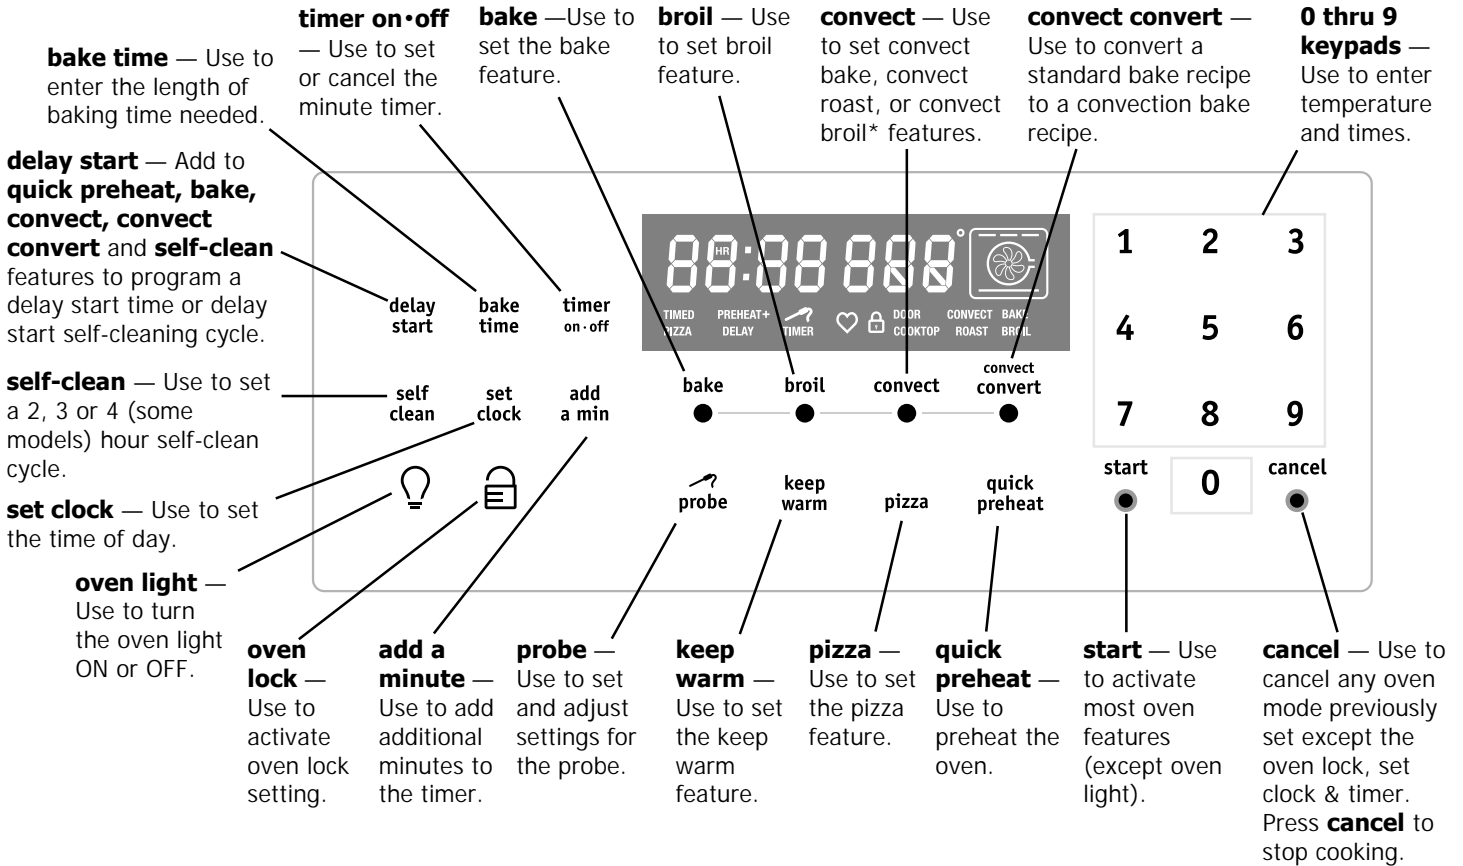 timer on•off
— Use to set
or cancel the
minute timer.
bake —Use to
set the bake
feature.
broil — Use
to set broil
feature.
convect — Use
to set convect
bake, convect
roast, or convect
broil* features.
convect convert —
Use to convert a
standard bake recipe
to a convection bake
recipe.
0 thru 9
keypads —
Use to enter
temperature
and times.
bake time — Use to
enter the length of
baking time needed.
delay start — Add to
quick preheat, bake,
convect, convect
convert and self-clean
features to program a
delay start time or delay
start self-cleaning cycle.
self-clean — Use to set
a 2, 3 or 4 (some
models) hour self-clean
cycle.
set clock — Use to set
the time of day.
oven light —
Use to turn
the oven light
ON or OFF.
delay
start
bake
time
timer
on·off
self
clean
set
clock
add
a min
88:88 888°
HR
TIMED PREHEAT+ DOOR CONVECT BAKE
PIZZA DELAY TIMER COOKTOP ROAST BROIL
bake
broil
convect
convect
convert
probe
keep
warm
pizza
quick
preheat
1 2 3
4 5 6
7 8 9
start
0
cancel
oven
lock —
Use to
activate
oven lock
setting.
add a
minute —
Use to add
additional
minutes to
the timer.
probe —
Use to set
and adjust
settings for
the probe.
keep
warm —
Use to set
the keep
warm
feature.
pizza —
Use to set
the pizza
feature.
quick
preheat —
Use to
preheat the
oven.
start — Use
to activate
most oven
features
(except oven
light).
cancel — Use to
cancel any oven
mode previously
set except the
oven lock, set
clock & timer.
Press cancel to
stop cooking.